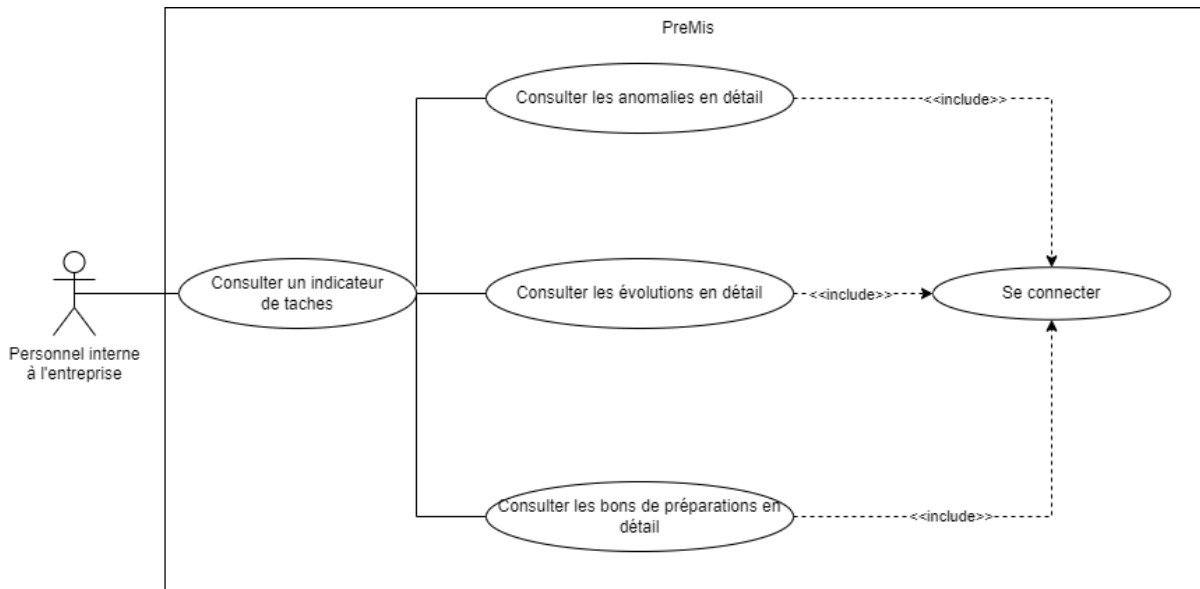 PreMis
Consulter les anomalies en détail
<<include>>
Consulter un indicateur
de taches
Consulter les évolutions en détail
<<include>>
Se connecter
Personnel interne
à l'entreprise
Consulter les bons de préparations en
détail
<<include>>